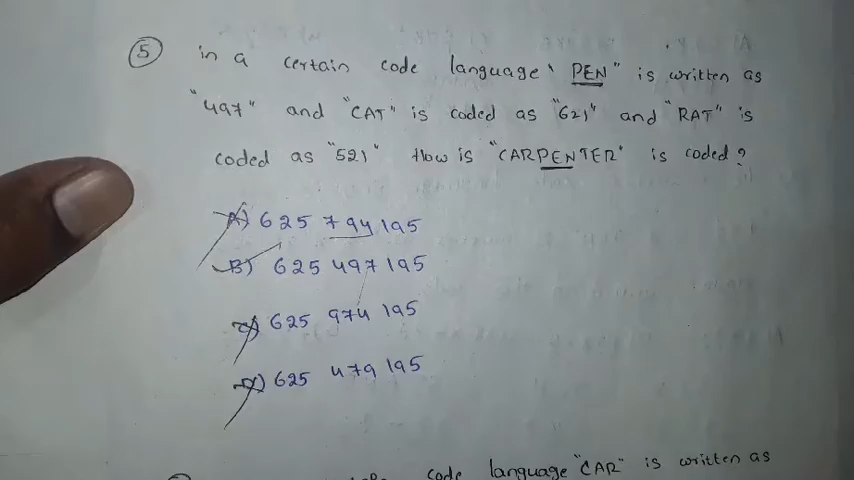 5 in a certain code language "PEN" is written as
"497" and "CAT" is coded as "621" and "RAT" is
coded as "521" How is "CARPENTER" is coded?
A) 625 794 195
B) 625 497 195
C) 625 974 195
D) 625 479 195
code language "CAR" is written as